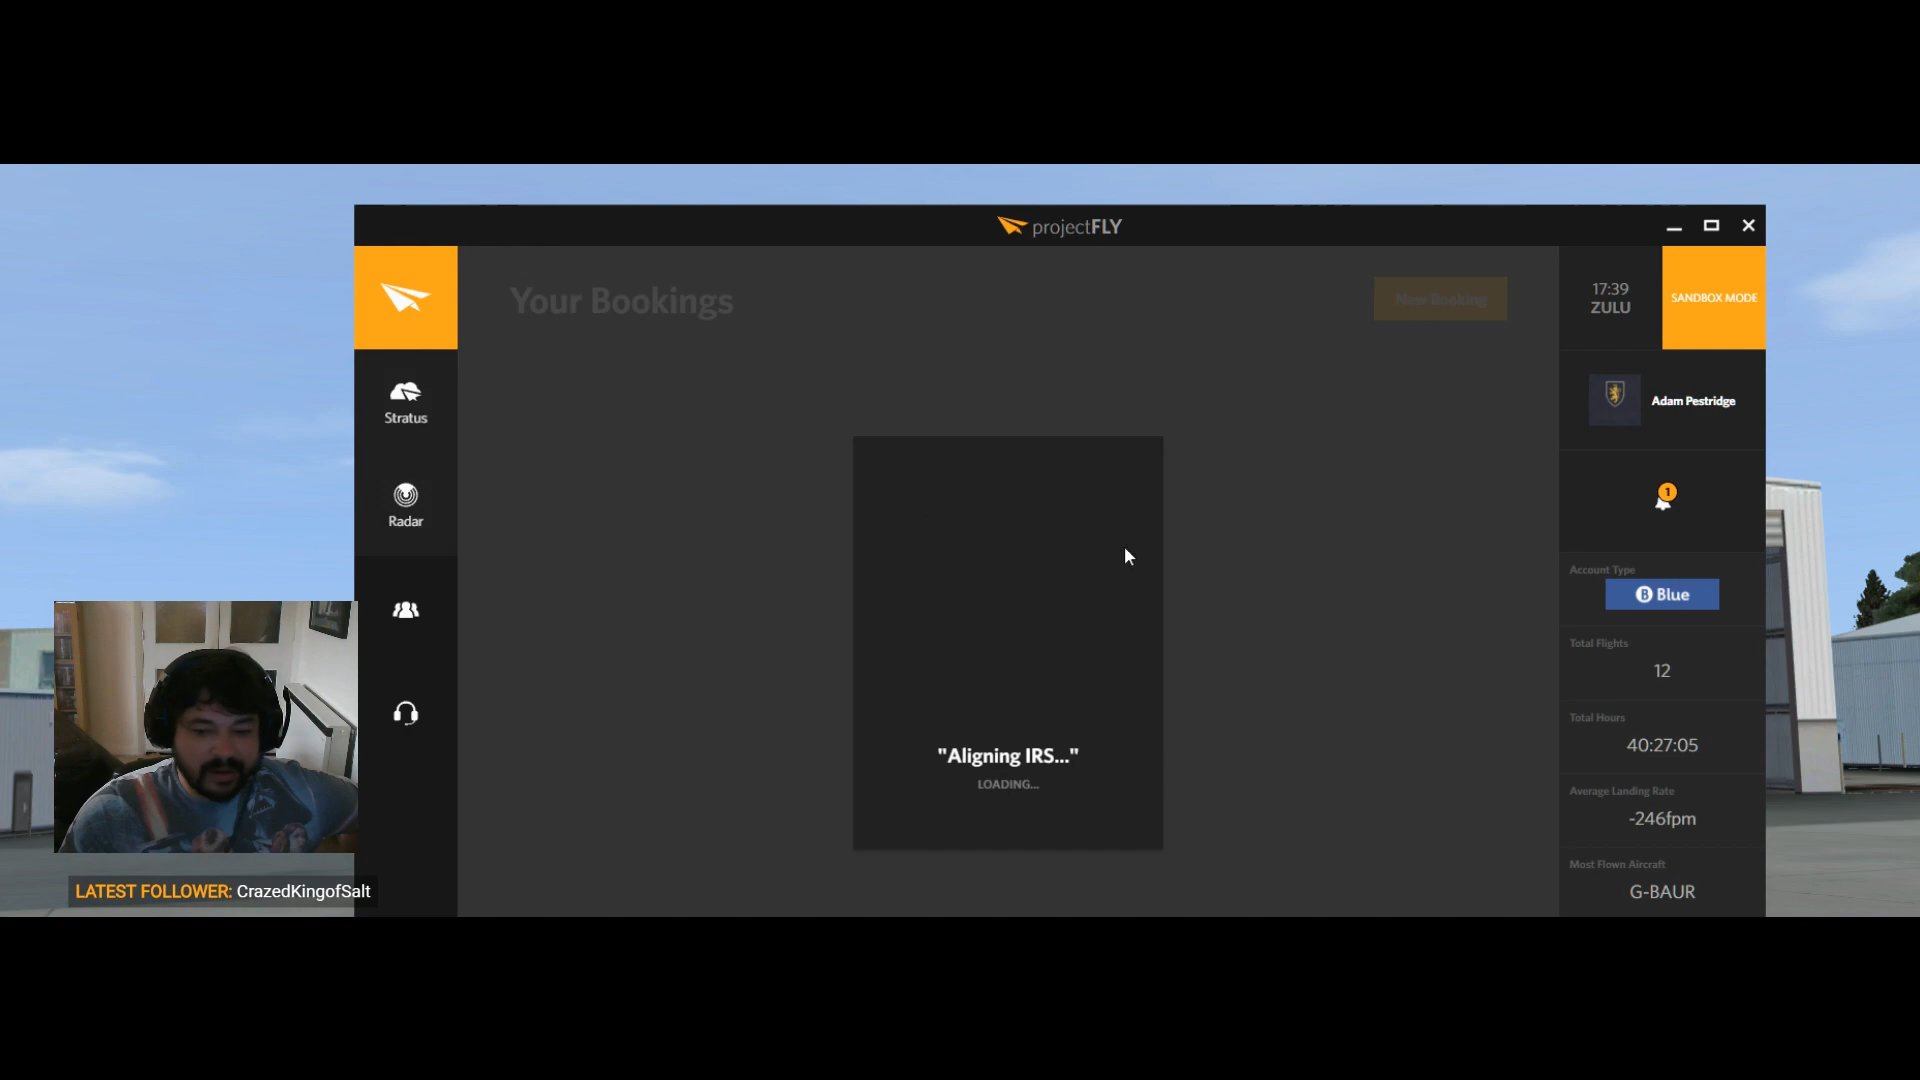 projectFLY
Your Bookings
New Booking
17:39
ZULU
SANDBOX MODE
Stratus
Adam Pestridge
Radar
1
Account Type
B Blue
Total Flights
12
Total Hours
40:27:05
"Aligning IRS..."
LOADING...
Average Landing Rate
-246fpm
Most Flown Aircraft
G-BAUR
LATEST FOLLOWER: CrazedKingofSalt